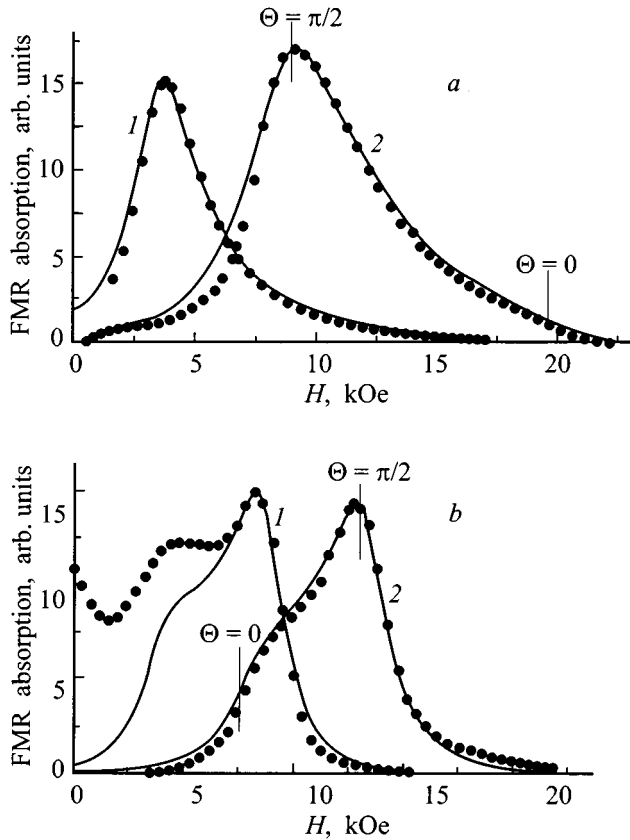 Θ = π/2
a
FMR absorption, arb. units
15
10
5
0
1
2
Θ = 0
0
5
10
15
20
H, kOe
Θ = π/2
b
FMR absorption, arb. units
15
10
5
0
1
2
Θ = 0
0
5
10
15
20
H, kOe